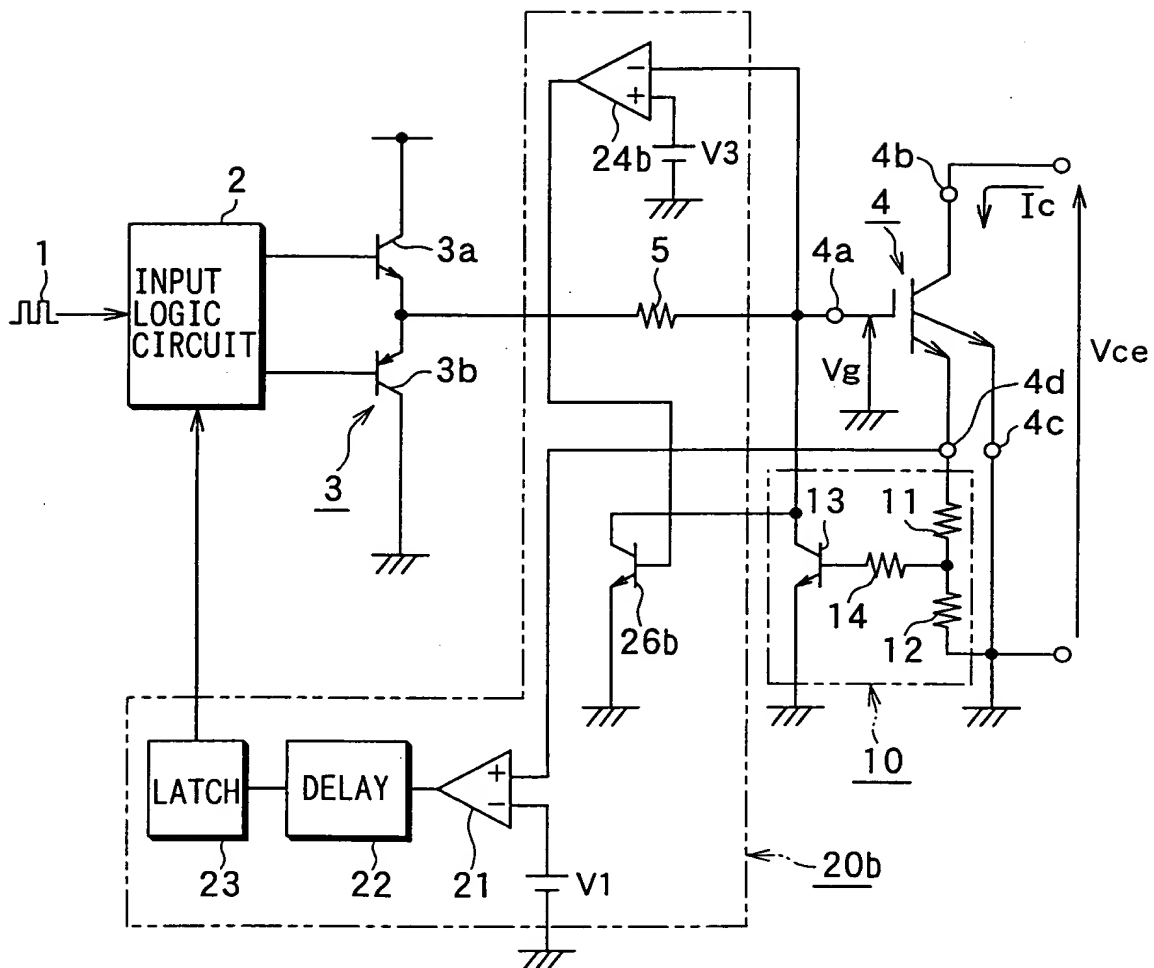 −
+
24b
V3
4b
Ic
2
4
1
3a
5
4a
INPUT
LOGIC
CIRCUIT
3b
Vg
Vce
4d
4c
3
13
11
14
12
26b
10
LATCH
DELAY
+
−
23
22
21
V1
20b